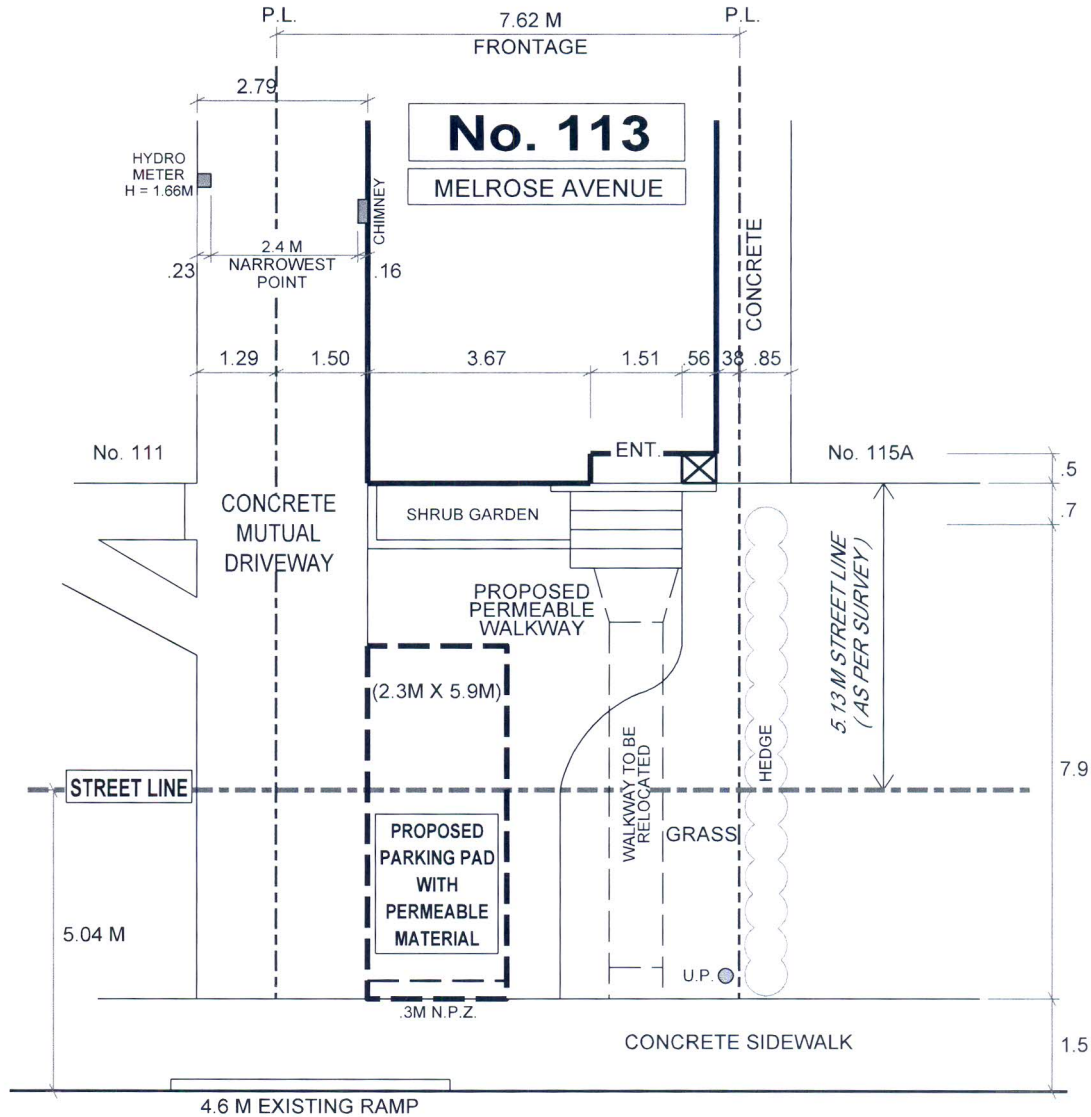 P.L.
7.62 M
P.L.
FRONTAGE
2.79
No. 113
MELROSE AVENUE
HYDRO
METER
H = 1.66M
CHIMNEY
2.4 M
NARROWEST
POINT
.23
.16
CONCRETE
1.29
1.50
3.67
1.51
.56
.38
.85
No. 111
ENT.
No. 115A
.5
.7
CONCRETE
MUTUAL
DRIVEWAY
SHRUB GARDEN
PROPOSED
PERMEABLE
WALKWAY
5.13 M STREET LINE
(AS PER SURVEY)
(2.3M X 5.9M)
WALKWAY TO BE
RELOCATED
HEDGE
7.9
STREET LINE
GRASS
PROPOSED
PARKING PAD
WITH
PERMEABLE
MATERIAL
5.04 M
U.P.
.3M N.P.Z.
CONCRETE SIDEWALK
1.5
4.6 M EXISTING RAMP